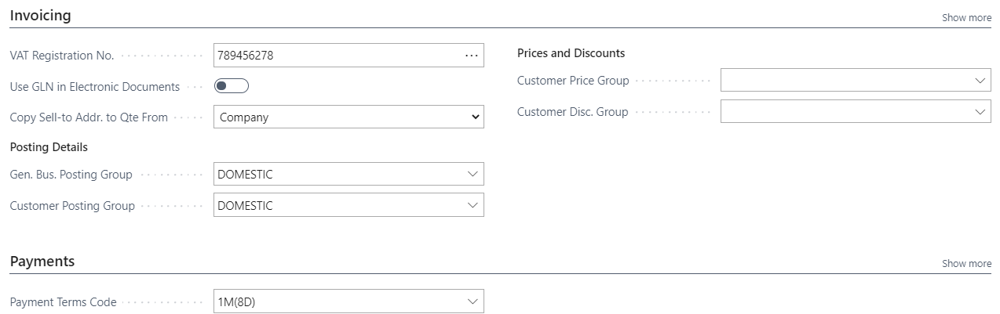 Invoicing
Show more
VAT Registration No.
789456278
Use GLN in Electronic Documents
Copy Sell-to Addr. to Qte From
Company
Posting Details
Gen. Bus. Posting Group
DOMESTIC
Customer Posting Group
DOMESTIC
Prices and Discounts
Customer Price Group
Customer Disc. Group
Payments
Show more
Payment Terms Code
1M(8D)